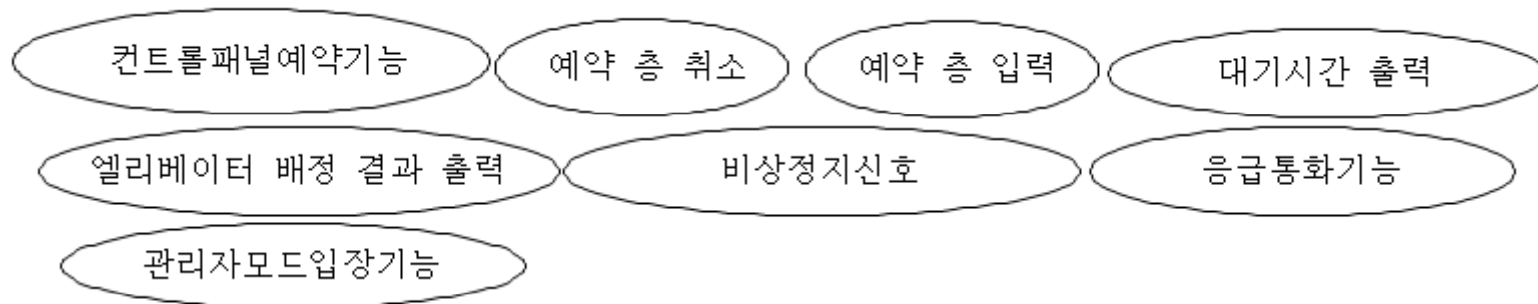 컨트롤패널예약기능
예약 층 취소
예약 층 입력
대기시간 출력
엘리베이터 배정 결과 출력
비상정지신호
응급통화기능
관리자모드입장기능